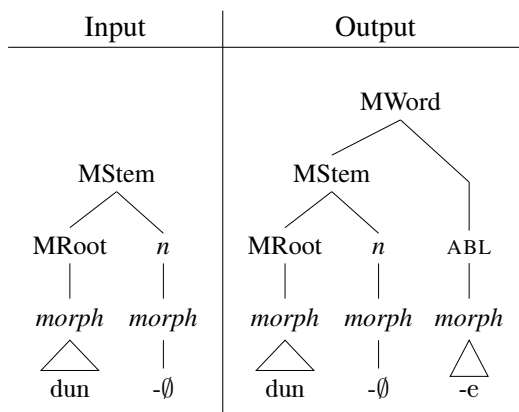 Input Output
MWord
MStem MStem
MRoot n MRoot n ABL
morph morph morph morph morph
dun -∅ dun -∅ -e